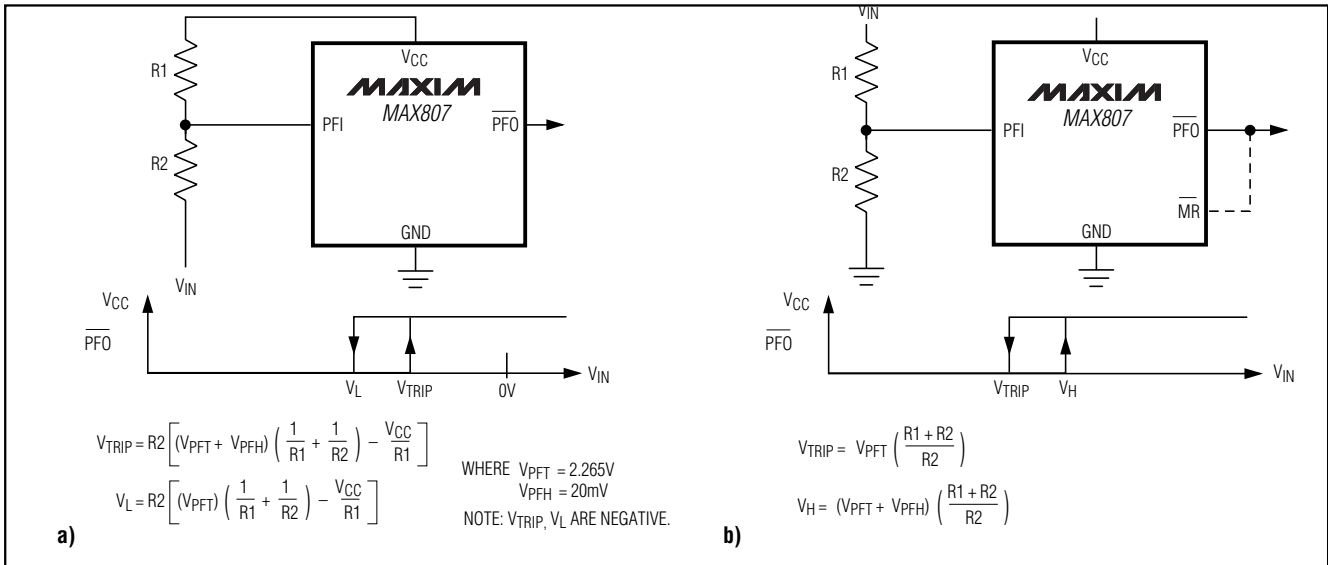 R1
R2
VIN
VCC
MAXIM
MAX807
PFI
PFO
GND
VCC
PFO
VL
VTRIP
0V
VIN
VTRIP = R2 [(VPFT + VPFH) (1/R1 + 1/R2) – VCC/R1]
VL = R2 [(VPFT) (1/R1 + 1/R2) – VCC/R1]
WHERE VPFT = 2.265V
VPFH = 20mV
NOTE: VTRIP, VL ARE NEGATIVE.
a)
VIN
R1
R2
VCC
MAXIM
MAX807
PFI
PFO
MR
GND
VCC
PFO
VTRIP
VH
VIN
VTRIP = VPFT (R1 + R2/R2)
VH = (VPFT + VPFH) (R1 + R2/R2)
b)